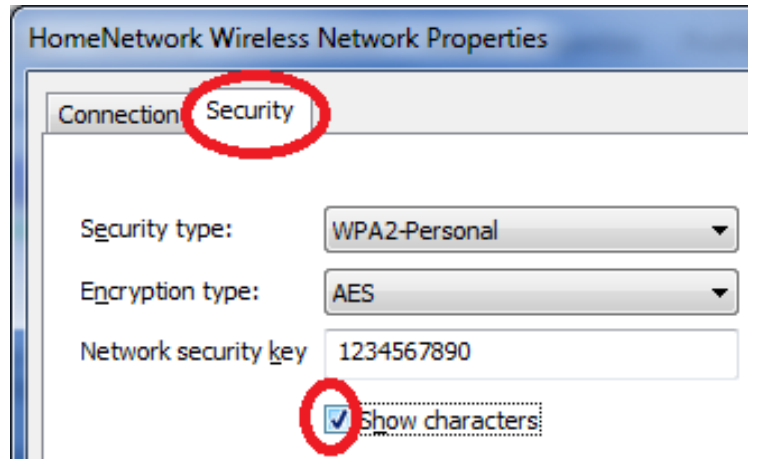 HomeNetwork Wireless Network Properties
Connection Security
Security type: WPA2-Personal
Encryption type: AES
Network security key 1234567890
Show characters